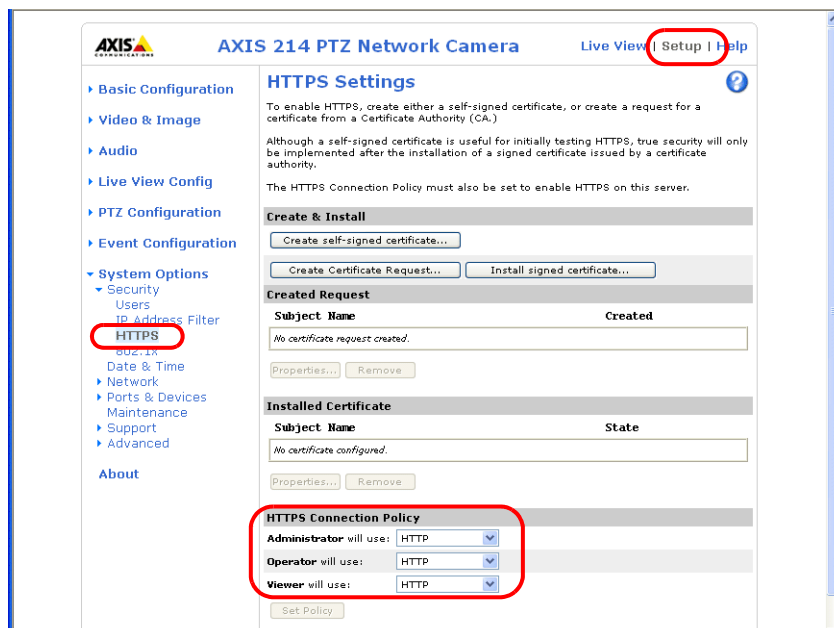 AXIS
COMMUNICATIONS
AXIS 214 PTZ Network Camera
Live View | Setup | Help
Basic Configuration
Video & Image
Audio
Live View Config
PTZ Configuration
Event Configuration
System Options
Security
Users
IP Address Filter
HTTPS
802.1X
Date & Time
Network
Ports & Devices
Maintenance
Support
Advanced
About
HTTPS Settings
?
To enable HTTPS, create either a self-signed certificate, or create a request for a
certificate from a Certificate Authority (CA.)
Although a self-signed certificate is useful for initially testing HTTPS, true security will only
be implemented after the installation of a signed certificate issued by a certificate
authority.
The HTTPS Connection Policy must also be set to enable HTTPS on this server.
Create & Install
Create self-signed certificate...
Create Certificate Request... Install signed certificate...
Created Request
Subject Name Created
No certificate request created.
Properties... Remove
Installed Certificate
Subject Name State
No certificate configured.
Properties... Remove
HTTPS Connection Policy
Administrator will use: HTTP
Operator will use: HTTP
Viewer will use: HTTP
Set Policy